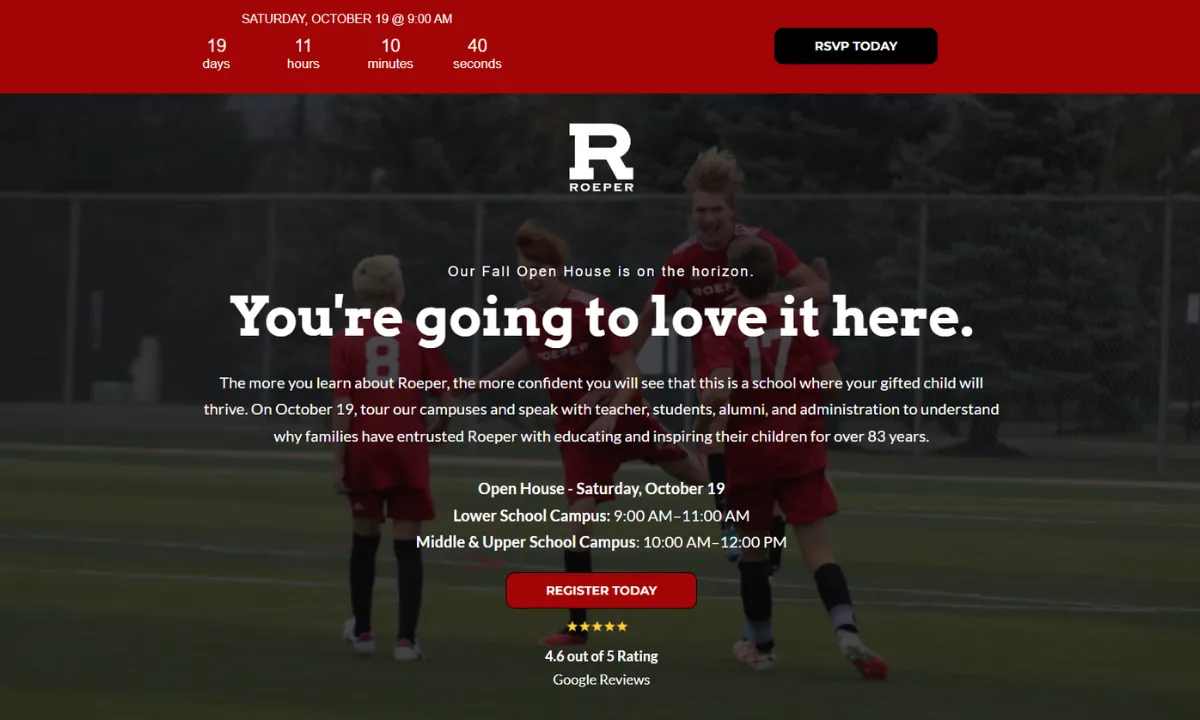 SATURDAY, OCTOBER 19 @ 9:00 AM
19 11 10 40
days hours minutes seconds
RSVP TODAY
R
ROEPER
Our Fall Open House is on the horizon.
You're going to love it here.
The more you learn about Roeper, the more confident you will see that this is a school where your gifted child will
thrive. On October 19, tour our campuses and speak with teacher, students, alumni, and administration to understand
why families have entrusted Roeper with educating and inspiring their children for over 83 years.
Open House - Saturday, October 19
Lower School Campus: 9:00 AM–11:00 AM
Middle & Upper School Campus: 10:00 AM–12:00 PM
REGISTER TODAY
4.6 out of 5 Rating
Google Reviews
8
ROEPER
ROEP
17